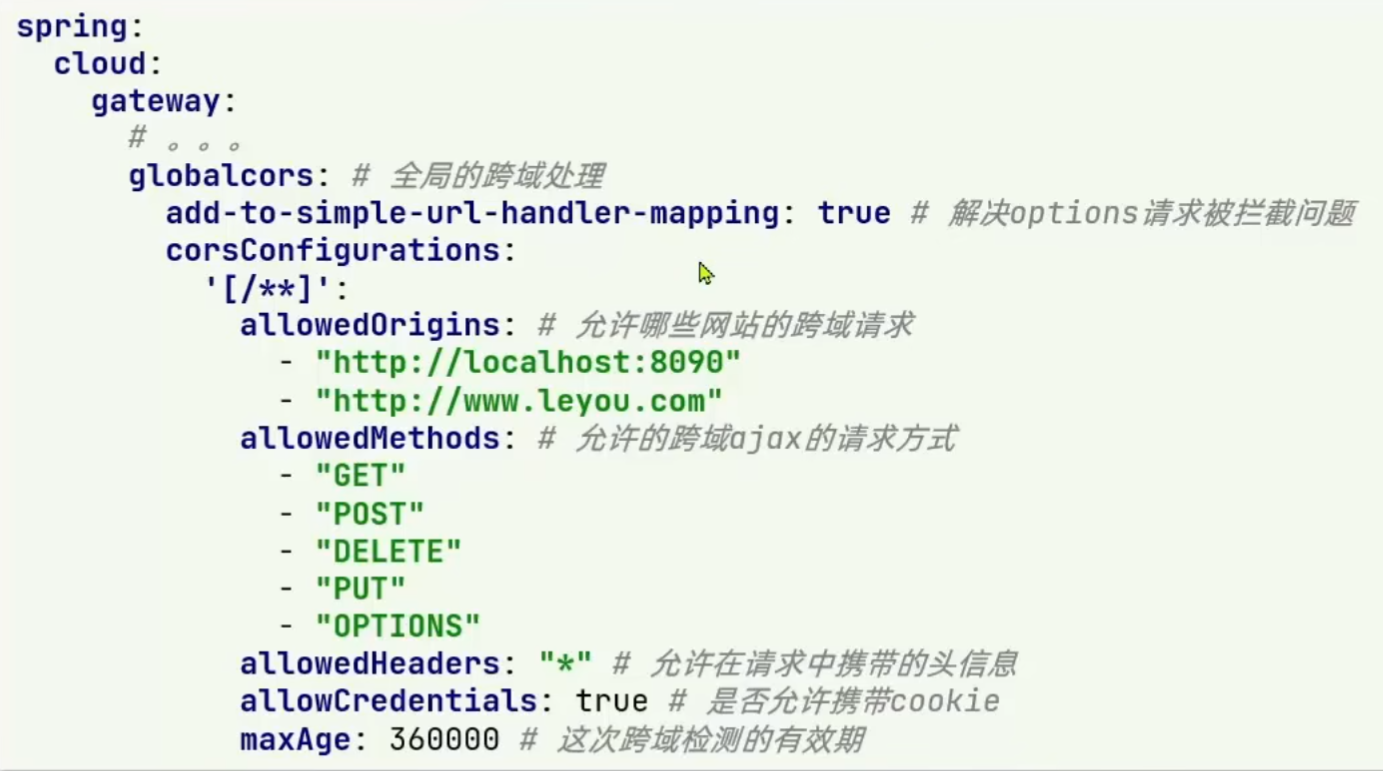 spring:
  cloud:
    gateway:
      # 。。。
      globalcors: # 全局的跨域处理
        add-to-simple-url-handler-mapping: true # 解决options请求被拦截问题
        corsConfigurations:
          '[/**]':
            allowedOrigins: # 允许哪些网站的跨域请求
              - "http://localhost:8090"
              - "http://www.leyou.com"
            allowedMethods: # 允许的跨域ajax的请求方式
              - "GET"
              - "POST"
              - "DELETE"
              - "PUT"
              - "OPTIONS"
            allowedHeaders: "*" # 允许在请求中携带的头信息
            allowCredentials: true # 是否允许携带cookie
            maxAge: 360000 # 这次跨域检测的有效期